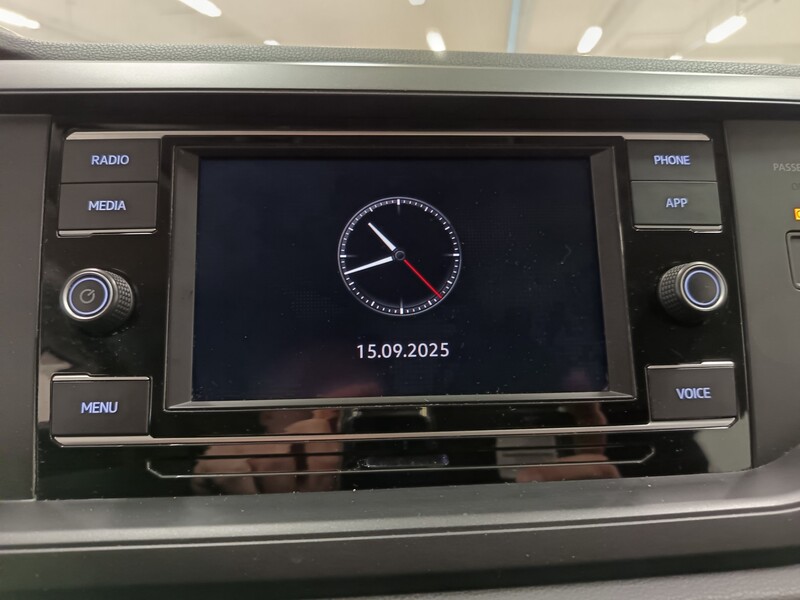 RADIO
MEDIA
MENU
15.09.2025
PHONE
APP
VOICE